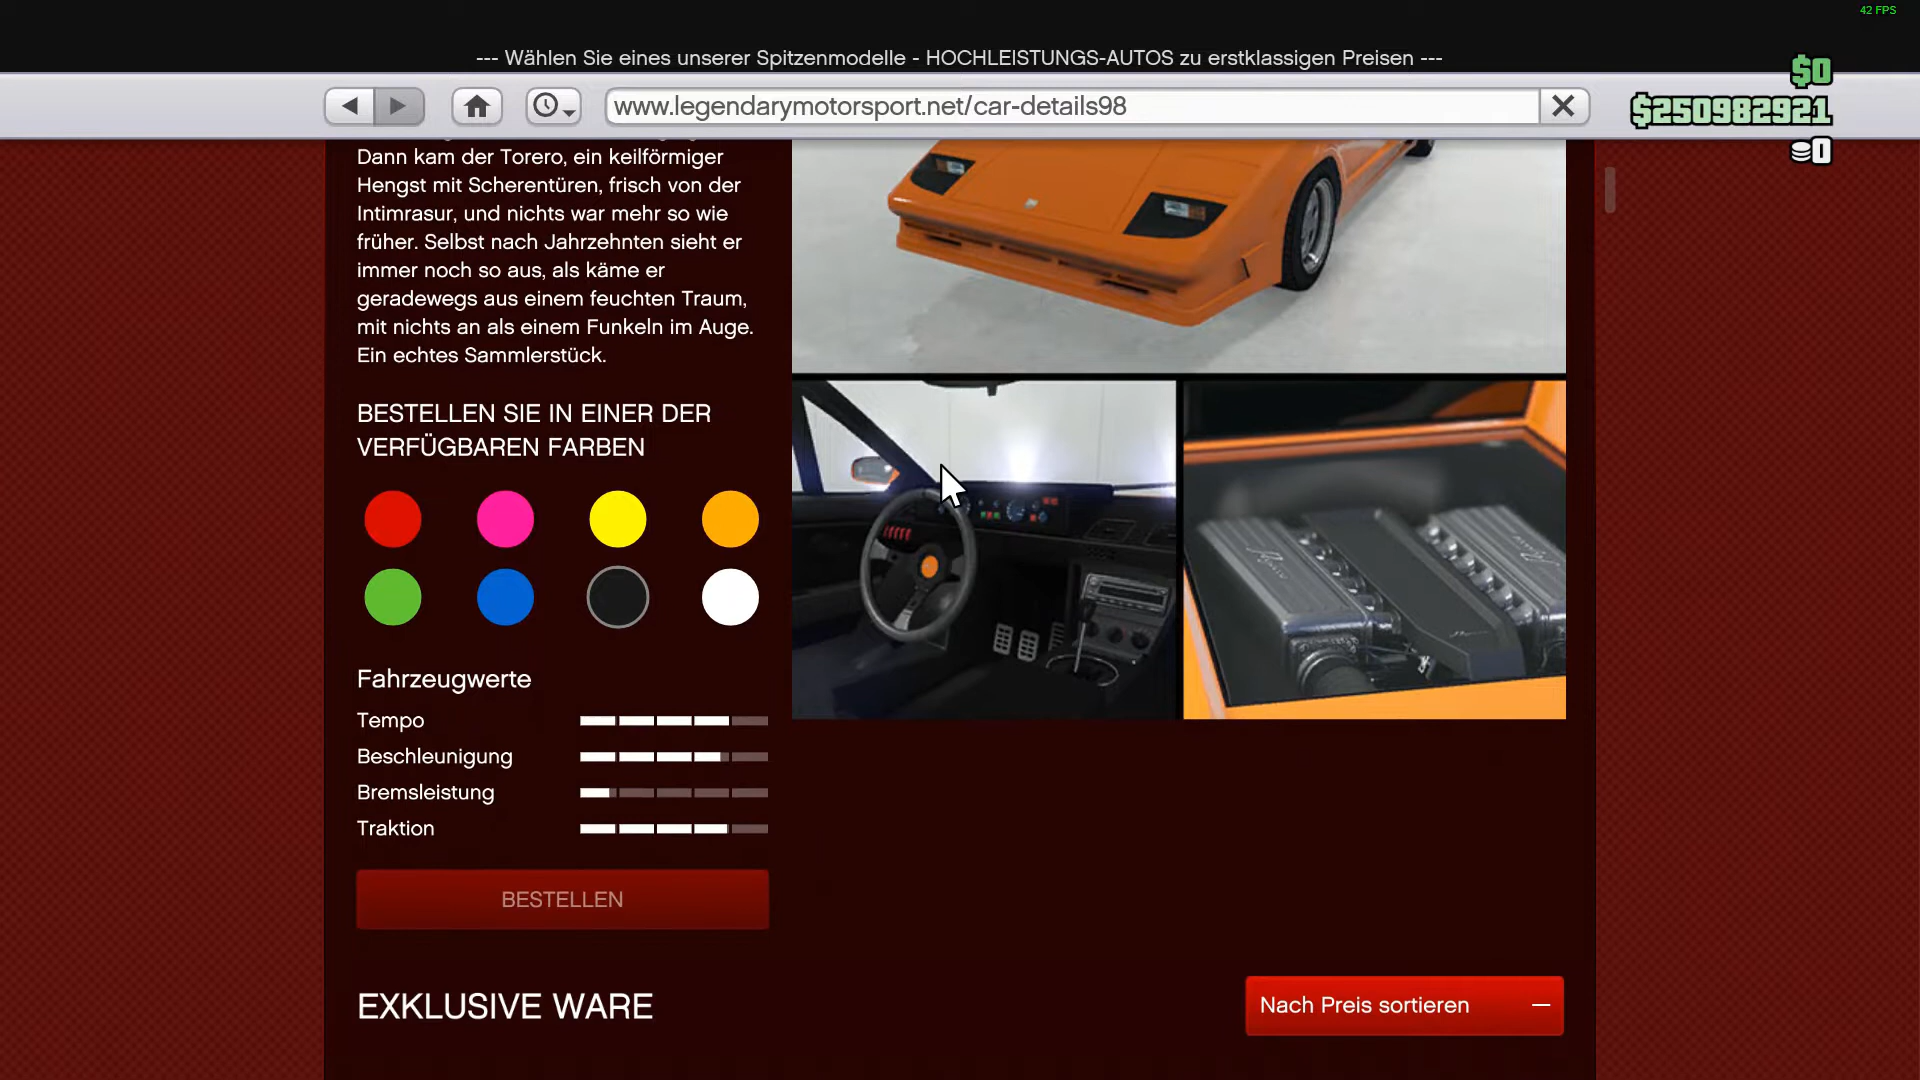 42 FPS
--- Wählen Sie eines unserer Spitzenmodelle - HOCHLEISTUNGS-AUTOS zu erstklassigen Preisen ---
$0
www.legendarymotorsport.net/car-details98
$250982921
0
Dann kam der Torero, ein keilförmiger
Hengst mit Scherentüren, frisch von der
Intimrasur, und nichts war mehr so wie
früher. Selbst nach Jahrzehnten sieht er
immer noch so aus, als käme er
geradewegs aus einem feuchten Traum,
mit nichts an als einem Funkeln im Auge.
Ein echtes Sammlerstück.
BESTELLEN SIE IN EINER DER
VERFÜGBAREN FARBEN
Fahrzeugwerte
Tempo
Beschleunigung
Bremsleistung
Traktion
BESTELLEN
EXKLUSIVE WARE
Nach Preis sortieren